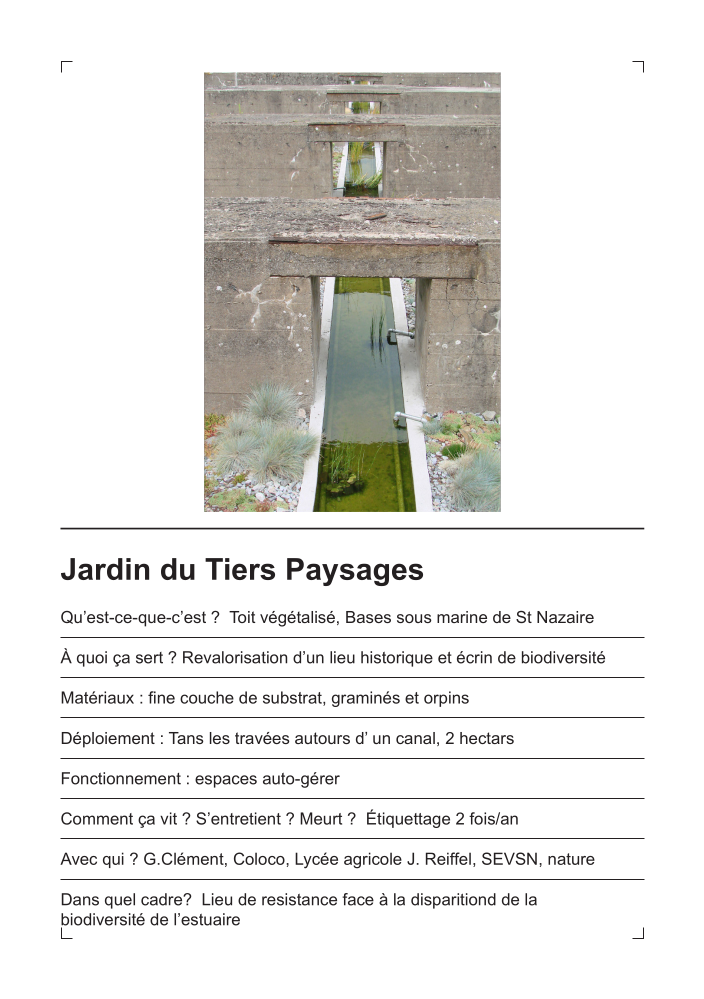 Jardin du Tiers Paysages
Qu’est-ce-que-c’est ?  Toit végétalisé, Bases sous marine de St Nazaire
À quoi ça sert ? Revalorisation d’un lieu historique et écrin de biodiversité
Matériaux : fine couche de substrat, graminés et orpins
Déploiement : Tans les travées autours d’ un canal, 2 hectars
Fonctionnement : espaces auto-gérer
Comment ça vit ? S’entretient ? Meurt ?  Étiquettage 2 fois/an
Avec qui ? G.Clément, Coloco, Lycée agricole J. Reiffel, SEVSN, nature
Dans quel cadre?  Lieu de resistance face à la disparitiond de la
biodiversité de l’estuaire